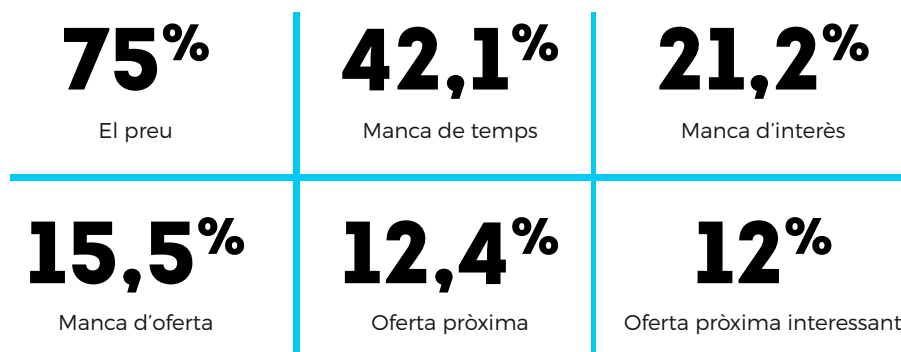 75%
El preu
42,1%
Manca de temps
21,2%
Manca d'interès
15,5%
Manca d'oferta
12,4%
Oferta pròxima
12%
Oferta pròxima interessant